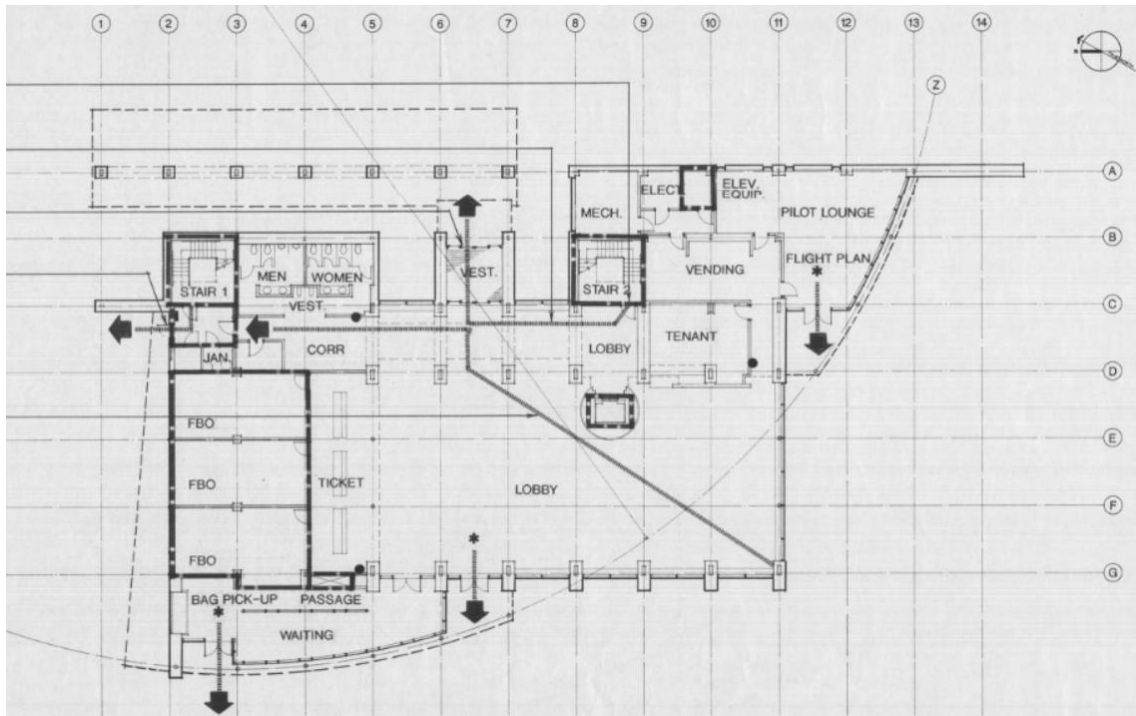 1 2 3 4 5 6 7 8 9 10 11 12 13 14
N
Z
A
ELECT.
ELEV.
EQUIP.
MECH.
PILOT LOUNGE
B
MEN
WOMEN
VEST.
VENDING
FLIGHT PLAN
*
STAIR 1
STAIR 2
VEST.
C
TENANT
CORR
LOBBY
JAN.
D
FBO
E
FBO
TICKET
LOBBY
F
*
FBO
G
BAG PICK-UP
PASSAGE
*
WAITING